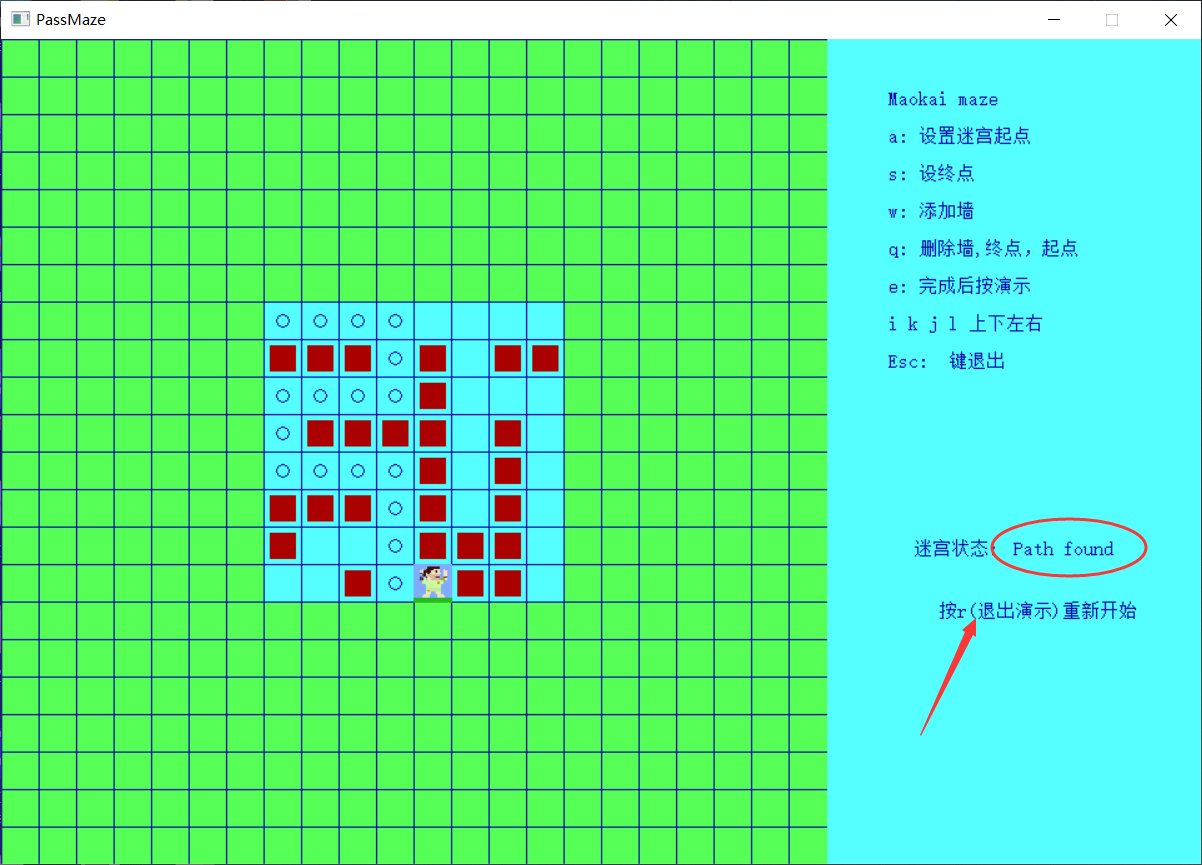 PassMaze
Maokai maze
a: 设置迷宫起点
s: 设终点
w: 添加墙
q: 删除墙,终点，起点
e: 完成后按演示
i k j l 上下左右
Esc: 键退出
迷宫状态: Path found
按r(退出演示)重新开始